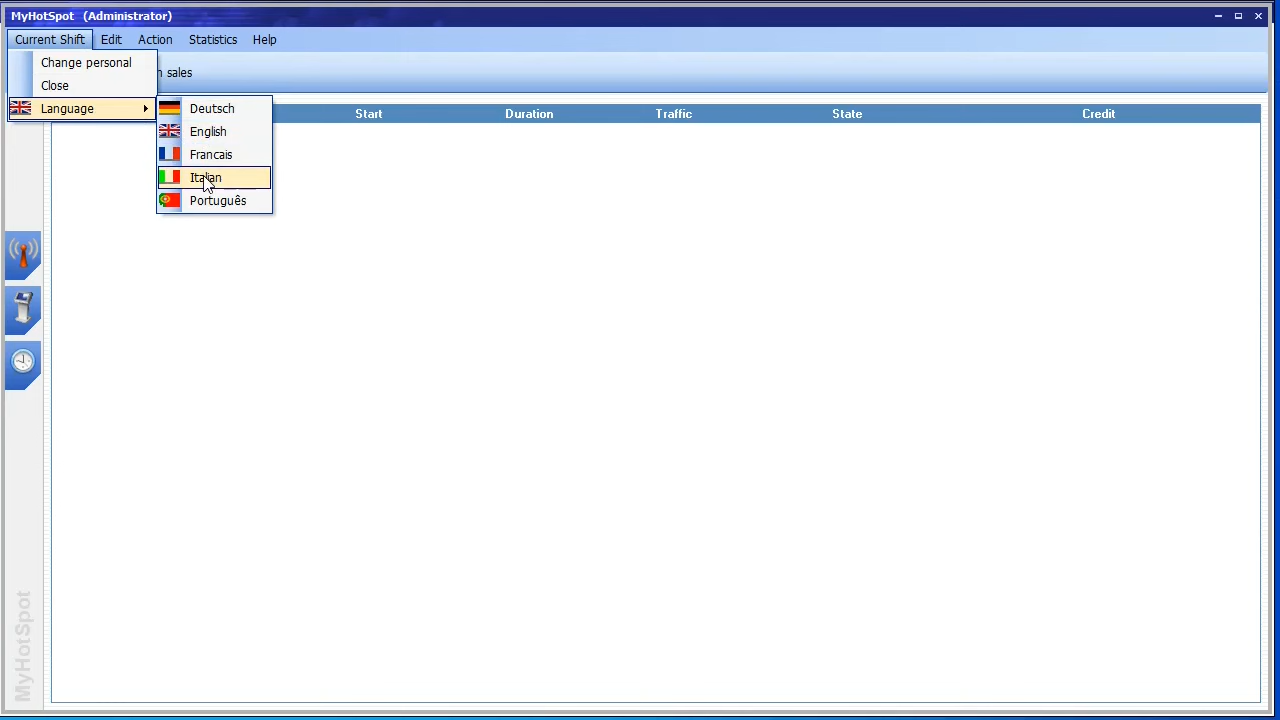 MyHotSpot (Administrator)
Current Shift Edit Action Statistics Help
Change personal
sales
Close
Language
Deutsch
English
Francais
Italian
Português
Start Duration Traffic State Credit
MyHotSpot